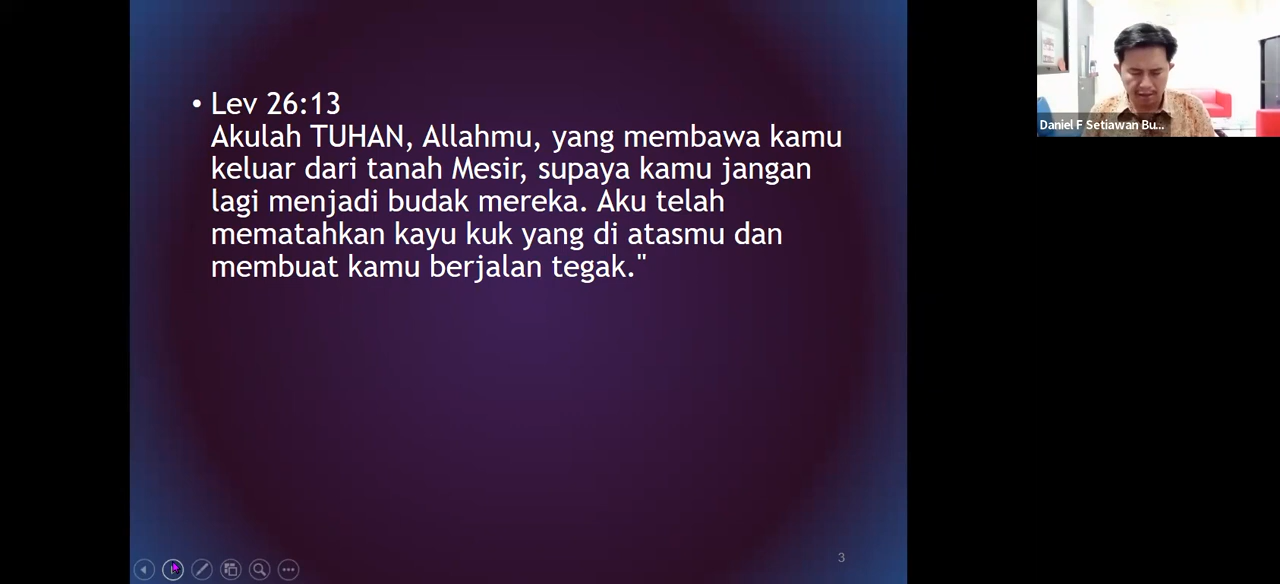 • Lev 26:13
Akulah TUHAN, Allahmu, yang membawa kamu
keluar dari tanah Mesir, supaya kamu jangan
lagi menjadi budak mereka. Aku telah
mematahkan kayu kuk yang di atasmu dan
membuat kamu berjalan tegak."
Daniel F Setiawan Bu...
3